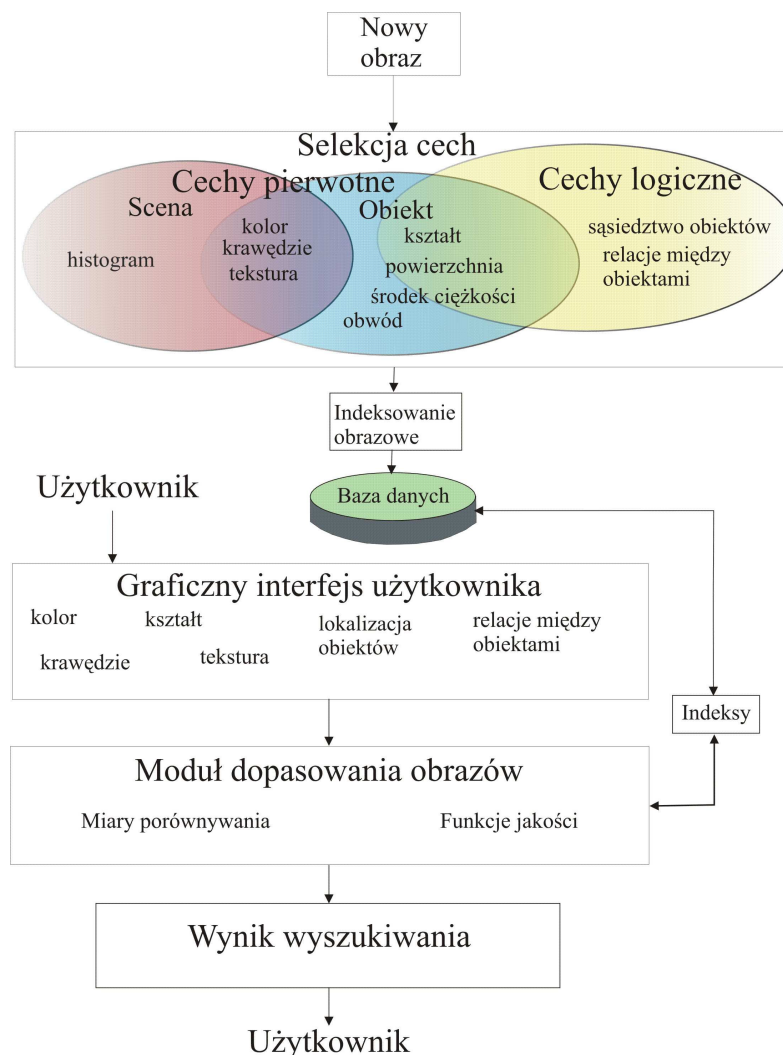 Nowy
obraz
Selekcja cech
Cechy pierwotne
Cechy logiczne
Scena
Obiekt
histogram
kolor
krawędzie
tekstura
kształt
powierzchnia
środek ciężkości
obwód
sąsiedztwo obiektów
relacje między
obiektami
Indeksowanie
obrazowe
Baza danych
Użytkownik
Graficzny interfejs użytkownika
kolor
kształt
lokalizacja
obiektów
relacje między
obiektami
krawędzie
tekstura
Indeksy
Moduł dopasowania obrazów
Miary porównywania
Funkcje jakości
Wynik wyszukiwania
Użytkownik